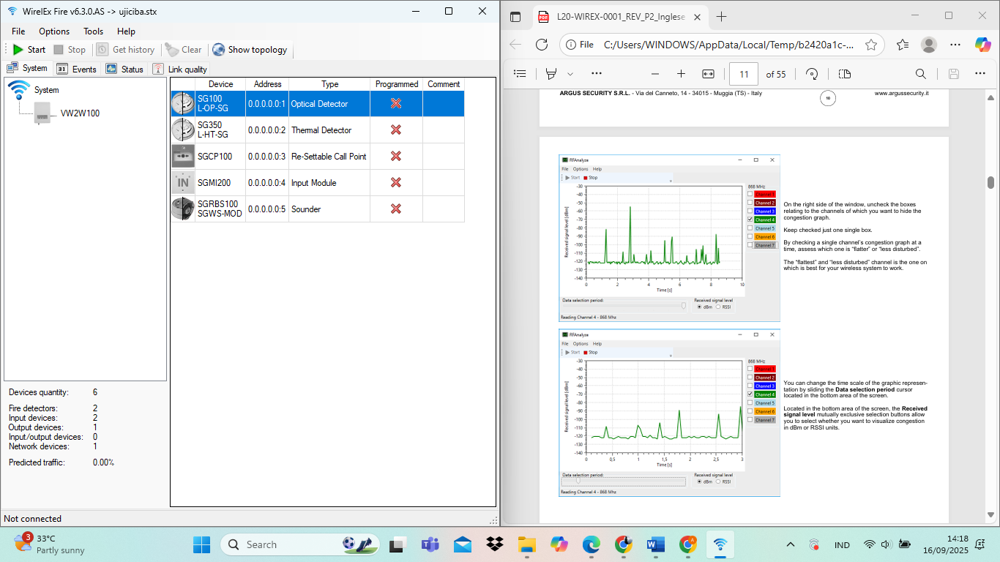 WirelEx Fire v6.3.0.AS -> ujiciba.stx
File Options Tools Help
Start Stop Get history Clear Show topology
System 31 Events Status Link quality
System
VW2W100
Device Address Type Programmed Comment
SG100
L-OP-SG 0.0.0.0.0:1 Optical Detector
SG350
L-HT-SG 0.0.0.0.0:2 Thermal Detector
SGCP100 0.0.0.0.0:3 Re-Settable Call Point
IN SGMI200 0.0.0.0.0:4 Input Module
SGRBS100
SGWS-MOD 0.0.0.0.0:5 Sounder
Devices quantity: 6
Fire detectors: 2
Input devices: 2
Output devices: 1
Input/output devices: 0
Network devices: 1
Predicted traffic: 0.00%
Not connected
PDF L20-WIREX-0001_REV_P2_Inglese
File C:/Users/WINDOWS/AppData/Local/Temp/b2420a1c-...
11 of 55
ARGUS SECURITY S.R.L. - Via del Canneto, 14 - 34015 - Muggia (TS) - Italy 10 www.argussecurity.it
RFAnalyze
File Options Help
Start Stop
868 MHz
Channel 1
Channel 2
Channel 3
Channel 4
Channel 5
Channel 6
Channel 7
Received signal level [dBm]
-30
-40
-50
-60
-70
-80
-90
-100
-110
-120
-130
-140
0 2 4 6 8 10
Time [s]
Data selection period: Received signal level
dBm RSSI
Reading Channel 4 - 868 Mhz
On the right side of the window, uncheck the boxes
relating to the channels of which you want to hide the
congestion graph.
Keep checked just one single box.
By checking a single channel's congestion graph at a
time, assess which one is “flatter” or “less disturbed”.
The “flattest” and “less disturbed” channel is the one on
which is best for your wireless system to work.
RFAnalyze
File Options Help
Start Stop
868 MHz
Channel 1
Channel 2
Channel 3
Channel 4
Channel 5
Channel 6
Channel 7
Received signal level [dBm]
-30
-40
-50
-60
-70
-80
-90
-100
-110
-120
-130
-140
0 0,5 1 1,5 2 2,5 3
Time [s]
Data selection period: Received signal level
dBm RSSI
Reading Channel 4 - 868 Mhz
You can change the time scale of the graphic represen-
tation by sliding the Data selection period cursor
located in the bottom area of the screen.
Located in the bottom area of the screen, the Received
signal level mutually exclusive selection buttons allow
you to select whether you want to visualize congestion
in dBm or RSSI units.
3 33°C
Partly sunny
Search
IND
14:18
16/09/2025